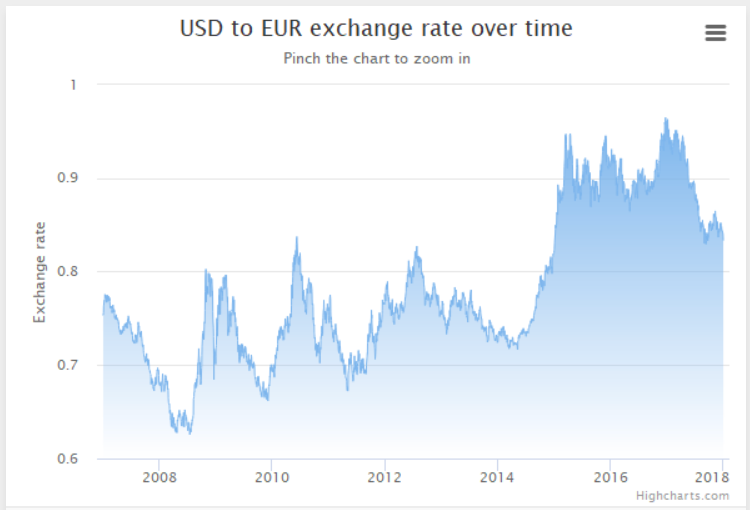 USD to EUR exchange rate over time
Pinch the chart to zoom in
Exchange rate
1
0.9
0.8
0.7
0.6
2008 2010 2012 2014 2016 2018
Highcharts.com